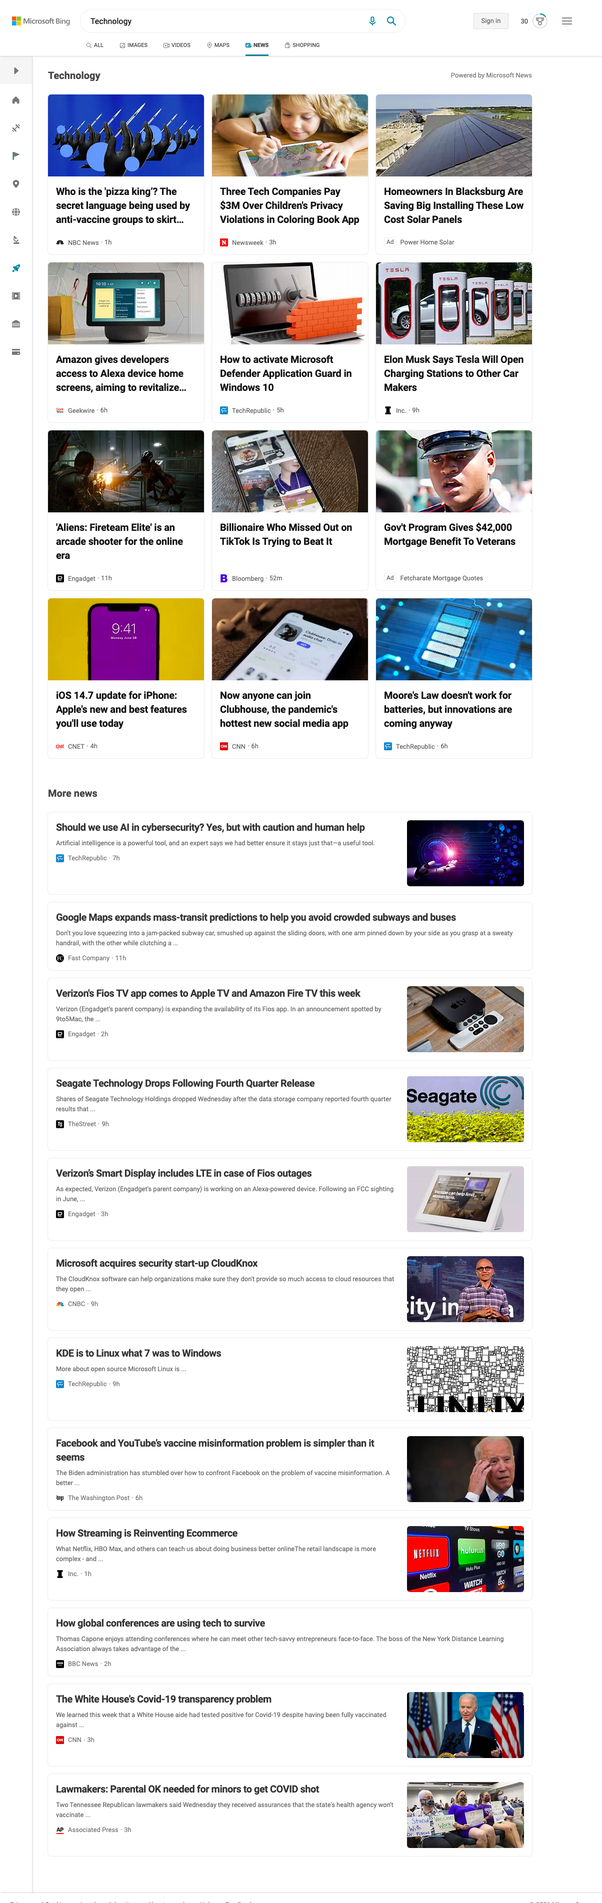 Microsoft Bing
Technology
Sign in
30
ALL
IMAGES
VIDEOS
MAPS
NEWS
SHOPPING
Technology
Powered by Microsoft News
Who is the 'pizza king'? The
secret language being used by
anti-vaccine groups to skirt...
NBC News · 1h
Three Tech Companies Pay
$3M Over Children's Privacy
Violations in Coloring Book App
N Newsweek · 3h
Homeowners In Blacksburg Are
Saving Big Installing These Low
Cost Solar Panels
Ad Power Home Solar
10:10
Amazon gives developers
access to Alexa device home
screens, aiming to revitalize...
Geekwire · 6h
How to activate Microsoft
Defender Application Guard in
Windows 10
TechRepublic · 5h
TESLA TESLA TESLA
Elon Musk Says Tesla Will Open
Charging Stations to Other Car
Makers
Inc. · 9h
'Aliens: Fireteam Elite' is an
arcade shooter for the online
era
Engadget · 11h
Billionaire Who Missed Out on
TikTok Is Trying to Beat It
B Bloomberg · 52m
Gov't Program Gives $42,000
Mortgage Benefit To Veterans
Ad Fetcharate Mortgage Quotes
9:41
iOS 14.7 update for iPhone:
Apple's new and best features
you'll use today
CNET · 4h
Now anyone can join
Clubhouse, the pandemic's
hottest new social media app
CNN · 6h
Moore's Law doesn't work for
batteries, but innovations are
coming anyway
TechRepublic · 6h
More news
Should we use AI in cybersecurity? Yes, but with caution and human help
Artificial intelligence is a powerful tool, and an expert says we had better ensure it stays just that—a useful tool.
TechRepublic · 7h
Google Maps expands mass-transit predictions to help you avoid crowded subways and buses
Don't you love squeezing into a jam-packed subway car, smushed up against the sliding doors, with one arm pinned down by your side as you grasp at a sweaty
handrail, with the other while clutching a ...
Fast Company · 11h
Verizon's Fios TV app comes to Apple TV and Amazon Fire TV this week
Verizon (Engadget's parent company) is expanding the availability of its Fios app. In an announcement spotted by
9to5Mac, the ...
Engadget · 2h
tv
Seagate Technology Drops Following Fourth Quarter Release
Shares of Seagate Technology Holdings dropped Wednesday after the data storage company reported fourth quarter
results that ...
TheStreet · 9h
Seagate
Verizon's Smart Display includes LTE in case of Fios outages
As expected, Verizon (Engadget's parent company) is working on an Alexa-powered device. Following an FCC sighting
in June, ...
Engadget · 3h
Microsoft acquires security start-up CloudKnox
The CloudKnox software can help organizations make sure they don't provide so much access to cloud resources that
they open ...
CNBC · 9h
ity in a
KDE is to Linux what 7 was to Windows
More about open source Microsoft Linux is ...
TechRepublic · 9h
LINUX
Facebook and YouTube's vaccine misinformation problem is simpler than it
seems
The Biden administration has stumbled over how to confront Facebook on the problem of vaccine misinformation. A
better ...
wp The Washington Post · 6h
How Streaming is Reinventing Ecommerce
What Netflix, HBO Max, and others can teach us about doing business better onlineThe retail landscape is more
complex - and ...
Inc. · 1h
TV Shows
NETFLIX
hulu
HBO
GO
Netflix
Hulu Plus
WATCH
How global conferences are using tech to survive
Thomas Capone enjoys attending conferences where he can meet other tech-savvy entrepreneurs face-to-face. The boss of the New York Distance Learning
Association always takes advantage of the ...
BBC News · 2h
The White House's Covid-19 transparency problem
We learned this week that a White House aide had tested positive for Covid-19 despite having been fully vaccinated
against ...
CNN · 3h
Lawmakers: Parental OK needed for minors to get COVID shot
Two Tennessee Republican lawmakers said Wednesday they received assurances that the state's health agency won't
vaccinate ...
AP Associated Press · 3h